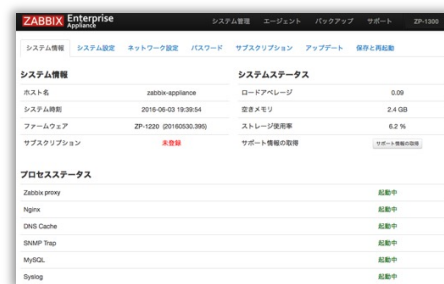 ZABBIX Enterprise Appliance
システム管理 エージェント バックアップ サポート ZP-1300
システム情報 システム設定 ネットワーク設定 パスワード サブスクリプション アップデート 保存と再起動
システム情報 システムステータス
ホスト名 zabbix-appliance ロードアベレージ 0.09
システム時刻 2016-06-03 19:39:54 空きメモリ 2.4 GB
ファームウェア ZP-1220 (20160530.395) ストレージ使用率 6.2 %
サブスクリプション 未登録 サポート情報の取得 サポート情報の取得
プロセスステータス
Zabbix proxy 起動中
Nginx 起動中
DNS Cache 起動中
SNMP Trap 起動中
MySQL 起動中
Syslog 起動中